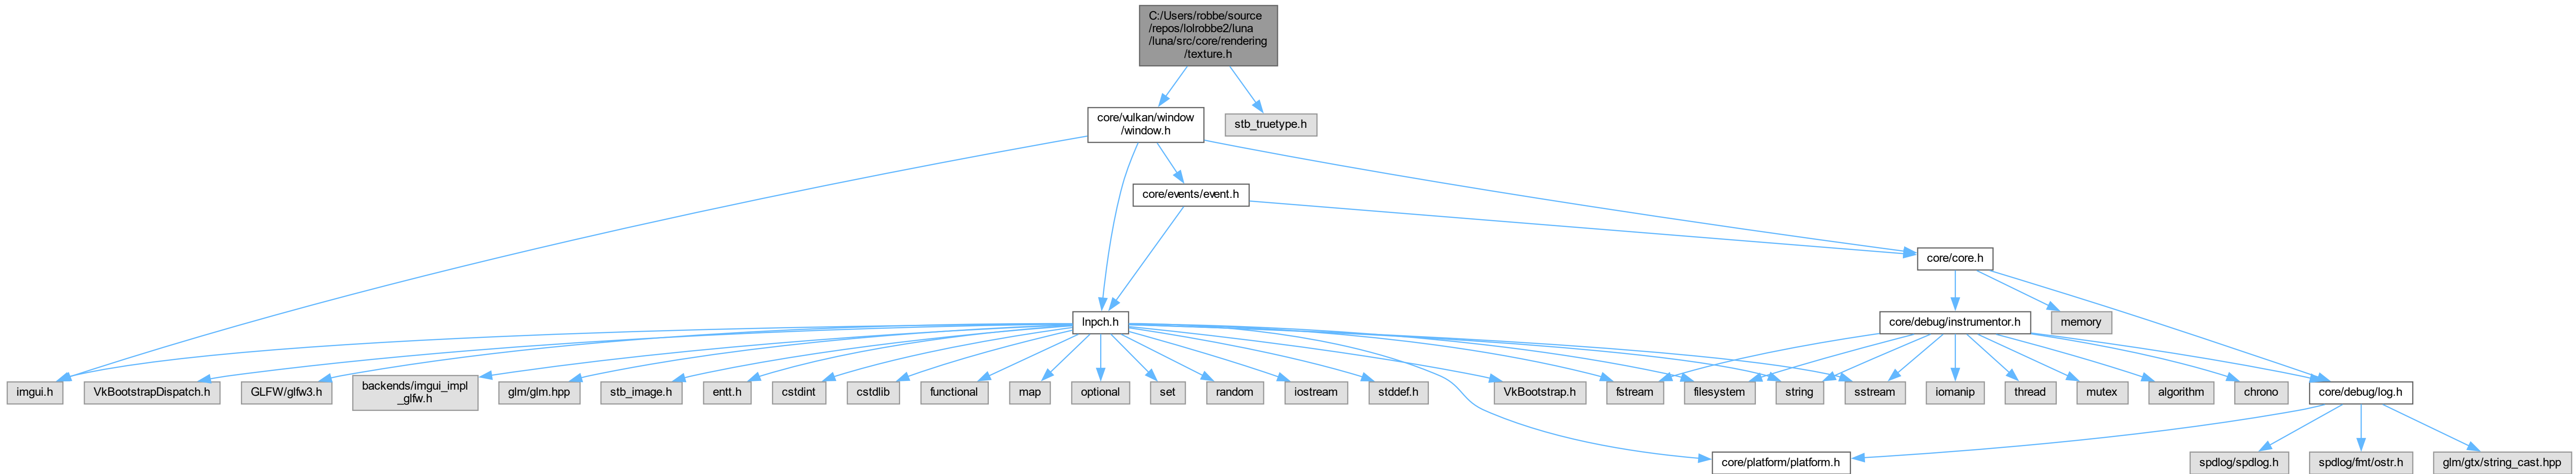 C:/Users/robbe/source
/repos/lolrobbe2/luna
/luna/src/core/rendering
/texture.h
core/vulkan/window
/window.h
stb_truetype.h
core/events/event.h
core/core.h
lnpch.h
core/debug/instrumentor.h
memory
imgui.h
VkBootstrapDispatch.h
GLFW/glfw3.h
backends/imgui_impl
_glfw.h
glm/glm.hpp
stb_image.h
entt.h
cstdint
cstdlib
functional
map
optional
set
random
iostream
stddef.h
VkBootstrap.h
fstream
filesystem
string
sstream
iomanip
thread
mutex
algorithm
chrono
core/debug/log.h
core/platform/platform.h
spdlog/spdlog.h
spdlog/fmt/ostr.h
glm/gtx/string_cast.hpp